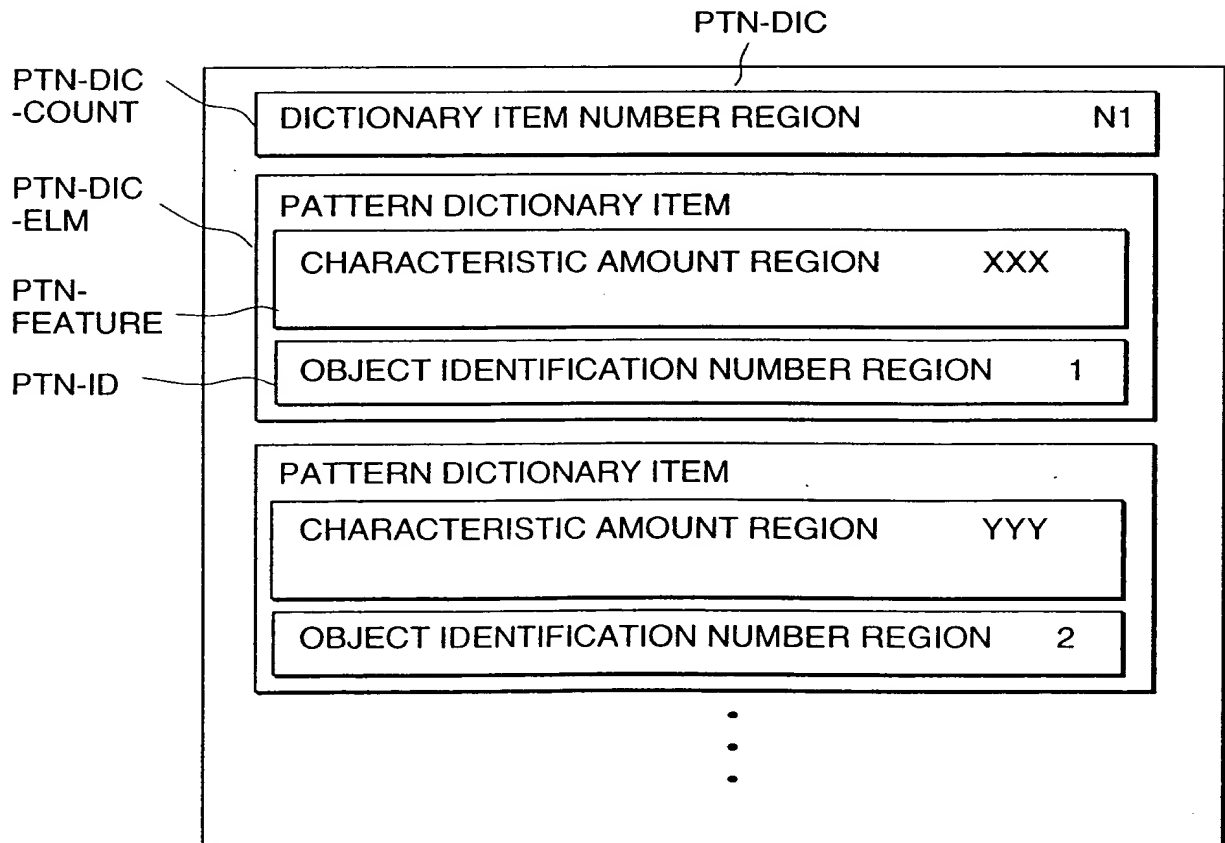 PTN-DIC
PTN-DIC
-COUNT
DICTIONARY ITEM NUMBER REGION N1
PTN-DIC
-ELM
PATTERN DICTIONARY ITEM
CHARACTERISTIC AMOUNT REGION XXX
PTN-
FEATURE
OBJECT IDENTIFICATION NUMBER REGION 1
PTN-ID
PATTERN DICTIONARY ITEM
CHARACTERISTIC AMOUNT REGION YYY
OBJECT IDENTIFICATION NUMBER REGION 2